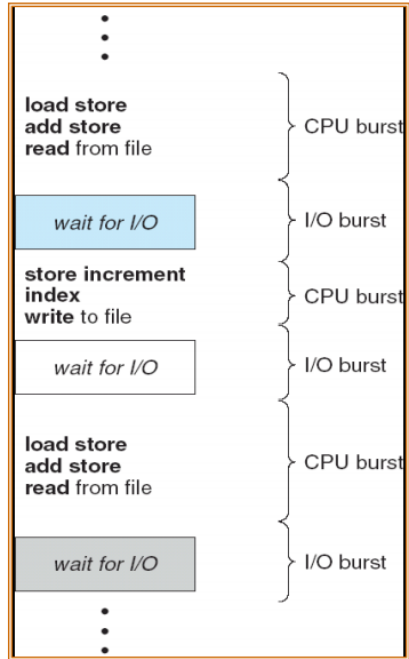 load store
add store
read from file
CPU burst
wait for I/O
I/O burst
store increment
index
write to file
CPU burst
wait for I/O
I/O burst
load store
add store
read from file
CPU burst
wait for I/O
I/O burst